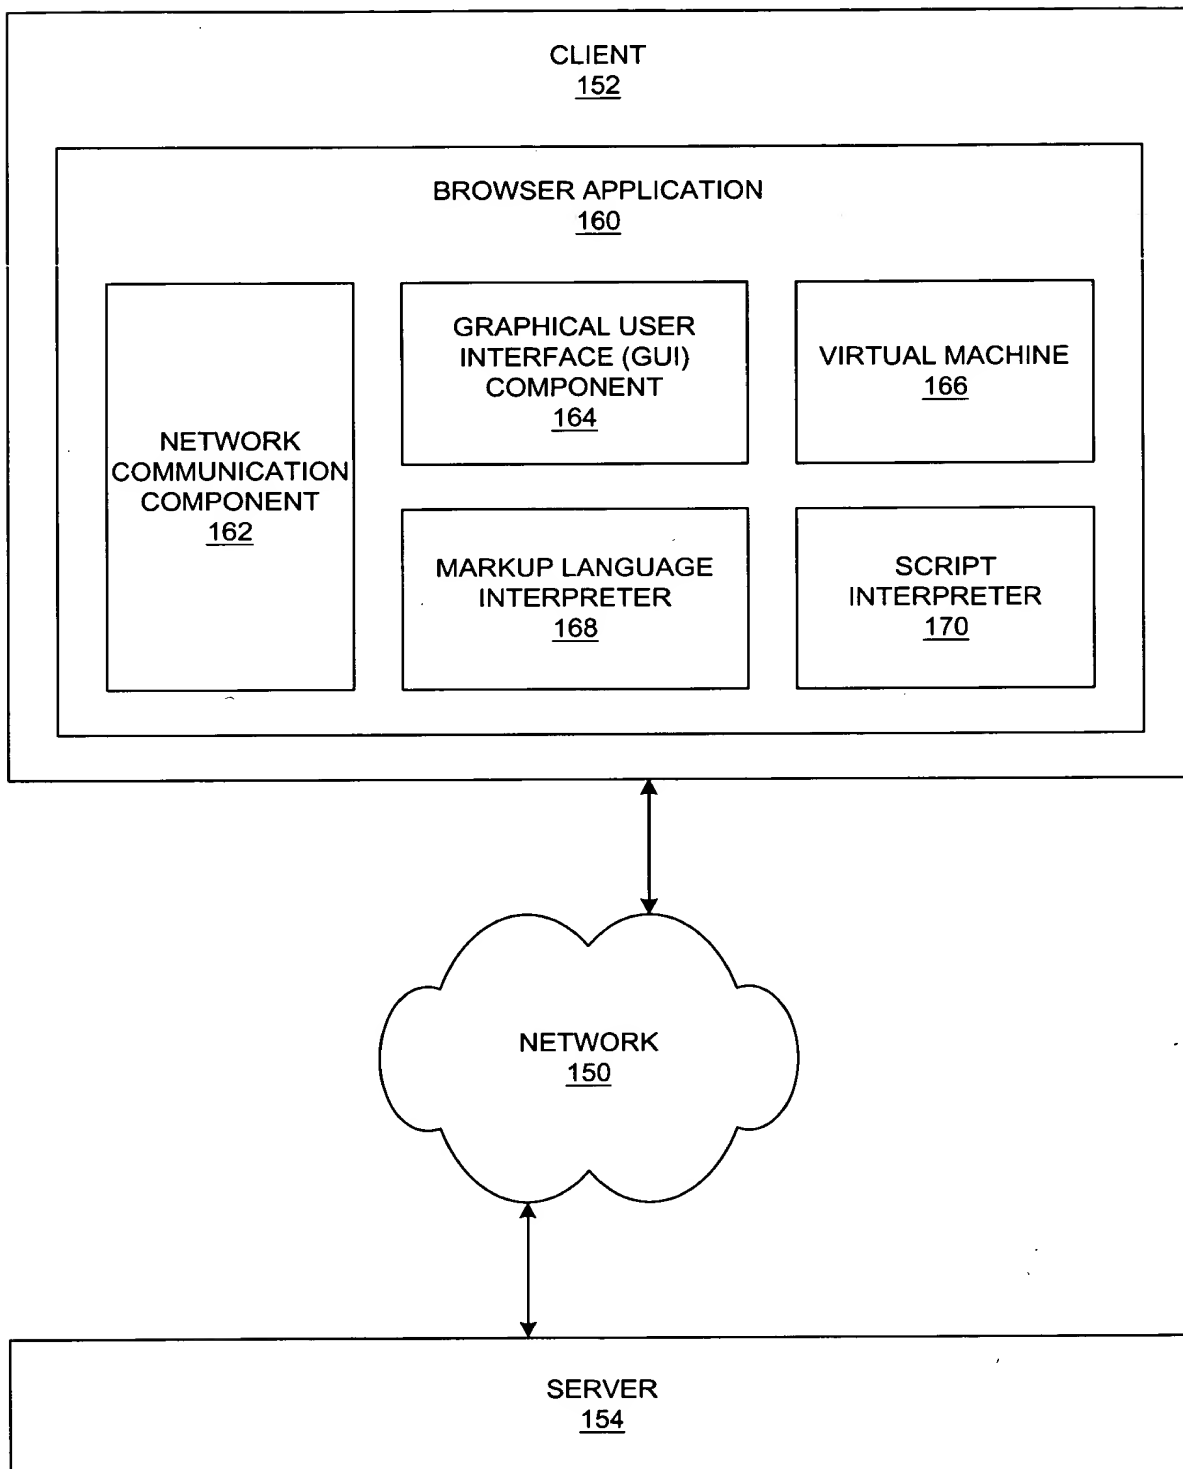 CLIENT
152
BROWSER APPLICATION
160
NETWORK
COMMUNICATION
COMPONENT
162
GRAPHICAL USER
INTERFACE (GUI)
COMPONENT
164
VIRTUAL MACHINE
166
MARKUP LANGUAGE
INTERPRETER
168
SCRIPT
INTERPRETER
170
NETWORK
150
SERVER
154